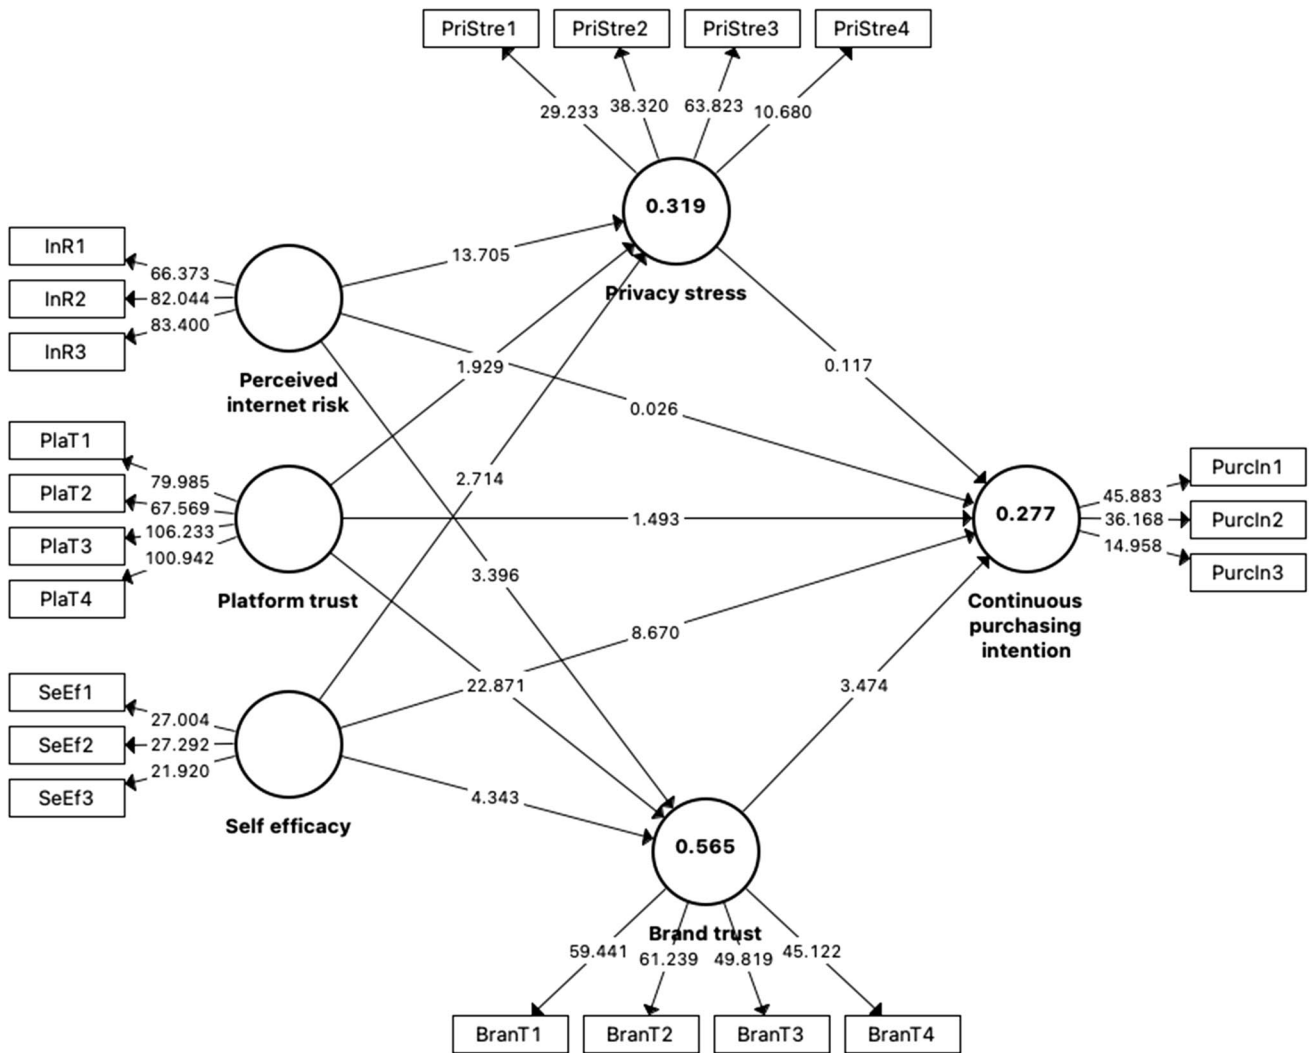 PriStre1 PriStre2 PriStre3 PriStre4
29.233 38.320 63.823 10.680
0.319
Privacy stress
InR1
InR2
InR3
66.373
82.044
83.400
Perceived
internet risk
13.705
1.929
0.026
0.117
PlaT1
PlaT2
PlaT3
PlaT4
79.985
67.569
106.233
100.942
Platform trust
2.714
1.493
3.396
8.670
22.871
3.474
0.277
Continuous
purchasing
intention
45.883
36.168
14.958
PurcIn1
PurcIn2
PurcIn3
SeEf1
SeEf2
SeEf3
27.004
27.292
21.920
Self efficacy
4.343
0.565
Brand trust
59.441 61.239 49.819 45.122
BranT1 BranT2 BranT3 BranT4